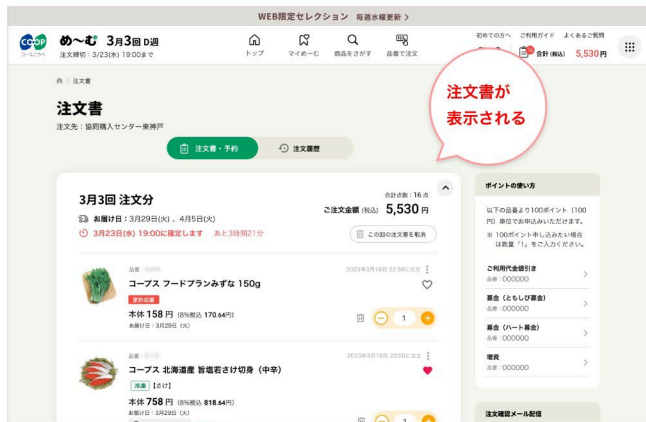 WEB限定セレクション 毎週水曜更新 >
coop
コープこうべ
め〜む 3月3回 D週
注文締切：3/23(水) 19:00まで
トップ
マイめーむ
商品をさがす
品番で注文
初めての方へ ご利用ガイド よくあるご質問
合計(税込) 5,530円
注文書
注文書
注文先：協同購入センター東神戸
注文書・予約
注文履歴
注文書が
表示される
3月3回 注文分
お届け日：3月29日(火)、4月5日(火)
3月23日(水) 19:00に確定します あと3時間21分
合計点数：16 点
ご注文金額 (税込) 5,530 円
この回の注文書を取消
品番
2023年3月16日 22:58に注文
コープス フードプランみずな 150g
家計応援
本体 158 円 (8%税込 170.64円)
お届け日：3月29日 (火)
1
品番
2023年3月16日 22:58に注文
コープス 北海道産 旨塩若さけ切身（中辛）
冷凍 【さけ】
本体 758 円 (8%税込 818.64円)
お届け日：3月29日 (火)
1
ポイントの使い方
以下の品番より100ポイント（100
円）単位でお申込みいただけます。
※ 100ポイント申し込みたい場合
は数量「1」をご入力ください。
ご利用代金値引き
品番：000000
募金（ともしび募金）
品番：000000
募金（ハート募金）
品番：000000
増資
品番：000000
注文確認メール配信